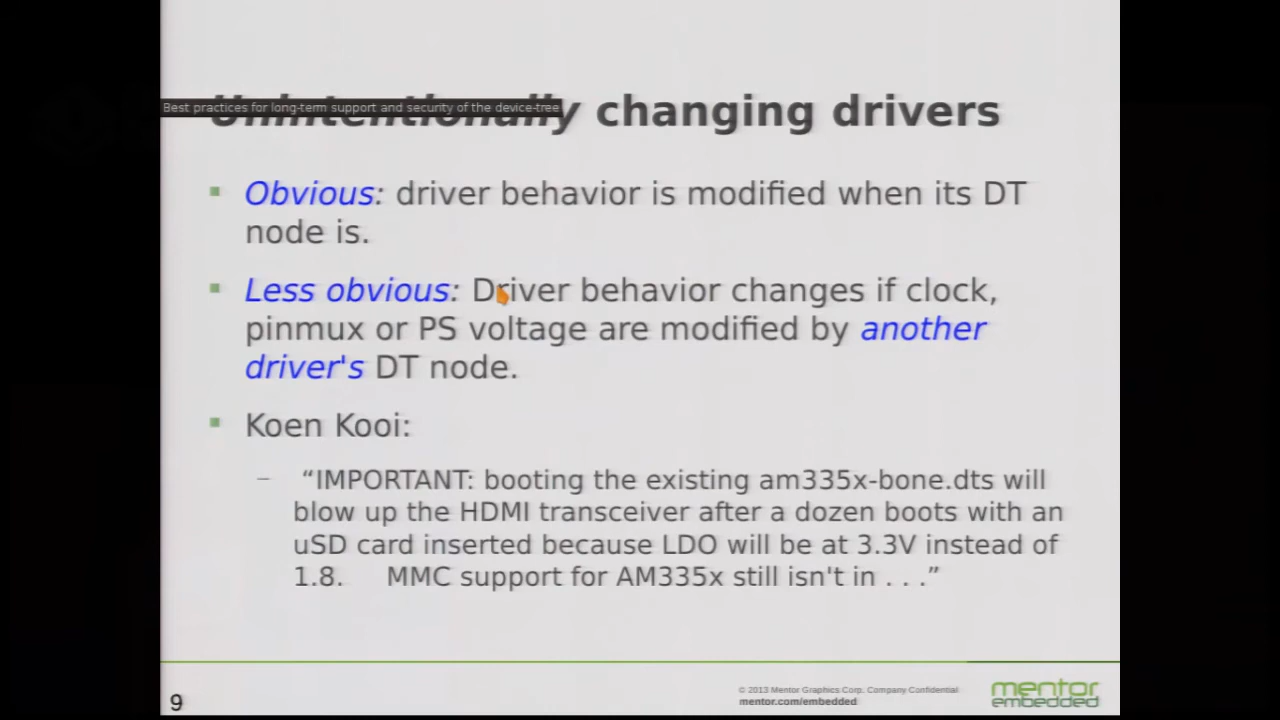 Best practices for long-term support and security of the device-tree
Unintentionally changing drivers
Obvious: driver behavior is modified when its DT
node is.
Less obvious: Driver behavior changes if clock,
pinmux or PS voltage are modified by another
driver's DT node.
Koen Kooi:
– “IMPORTANT: booting the existing am335x-bone.dts will
blow up the HDMI transceiver after a dozen boots with an
uSD card inserted because LDO will be at 3.3V instead of
1.8. MMC support for AM335x still isn't in . . .”
9
© 2013 Mentor Graphics Corp. Company Confidential
mentor.com/embedded
mentor
embedded